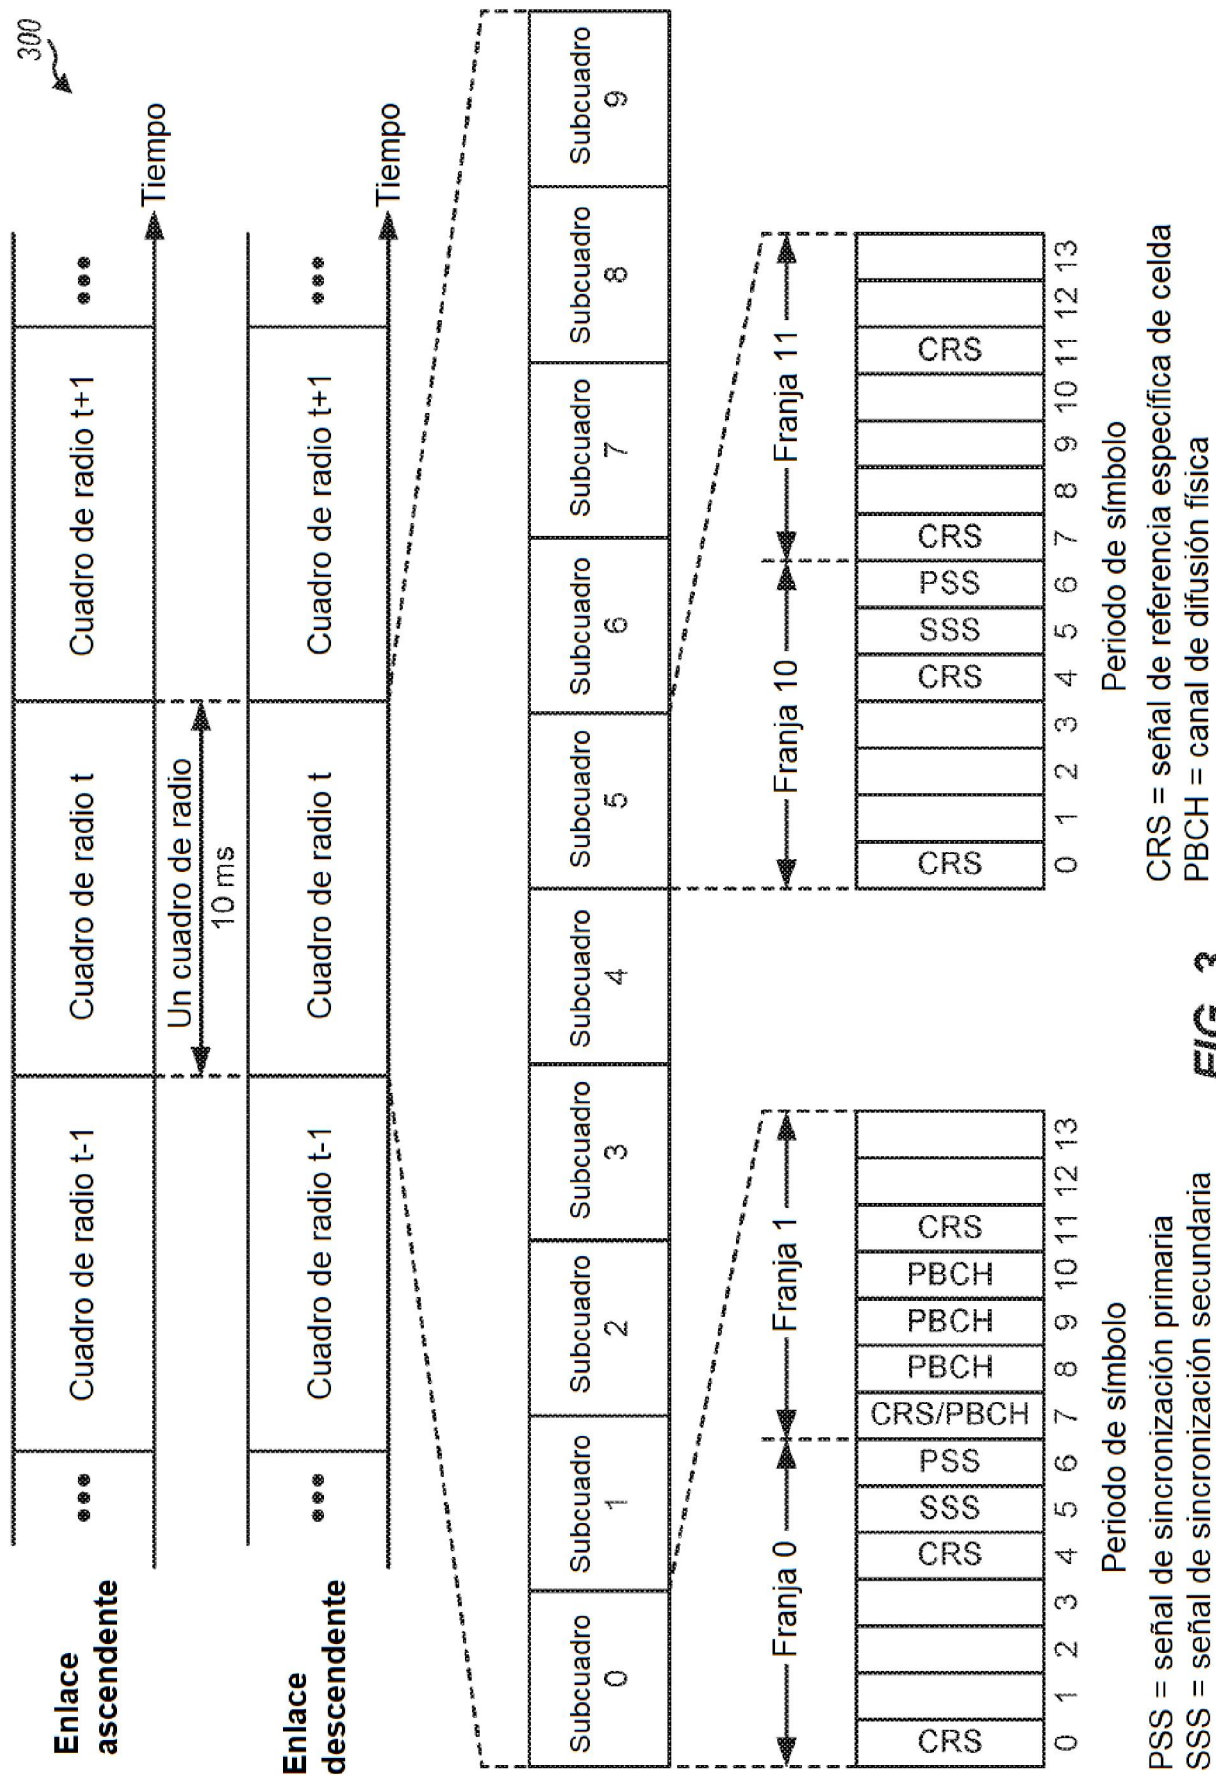 300
Enlace
ascendente
Cuadro de radio t-1
Cuadro de radio t
Cuadro de radio t+1
Tiempo
Un cuadro de radio
10 ms
Enlace
descendente
Cuadro de radio t-1
Cuadro de radio t
Cuadro de radio t+1
Tiempo
Subcuadro
0
Subcuadro
1
Subcuadro
2
Subcuadro
3
Subcuadro
4
Subcuadro
5
Subcuadro
6
Subcuadro
7
Subcuadro
8
Subcuadro
9
Franja 0
Franja 1
CRS
CRS
SSS
PSS
CRS/PBCH
PBCH
PBCH
PBCH
CRS
0 1 2 3 4 5 6 7 8 9 10 11 12 13
Periodo de símbolo
Franja 10
Franja 11
CRS
CRS
SSS
PSS
CRS
CRS
0 1 2 3 4 5 6 7 8 9 10 11 12 13
Periodo de símbolo
PSS = señal de sincronización primaria
SSS = señal de sincronización secundaria
CRS = señal de referencia específica de celda
PBCH = canal de difusión física
FIG. 3